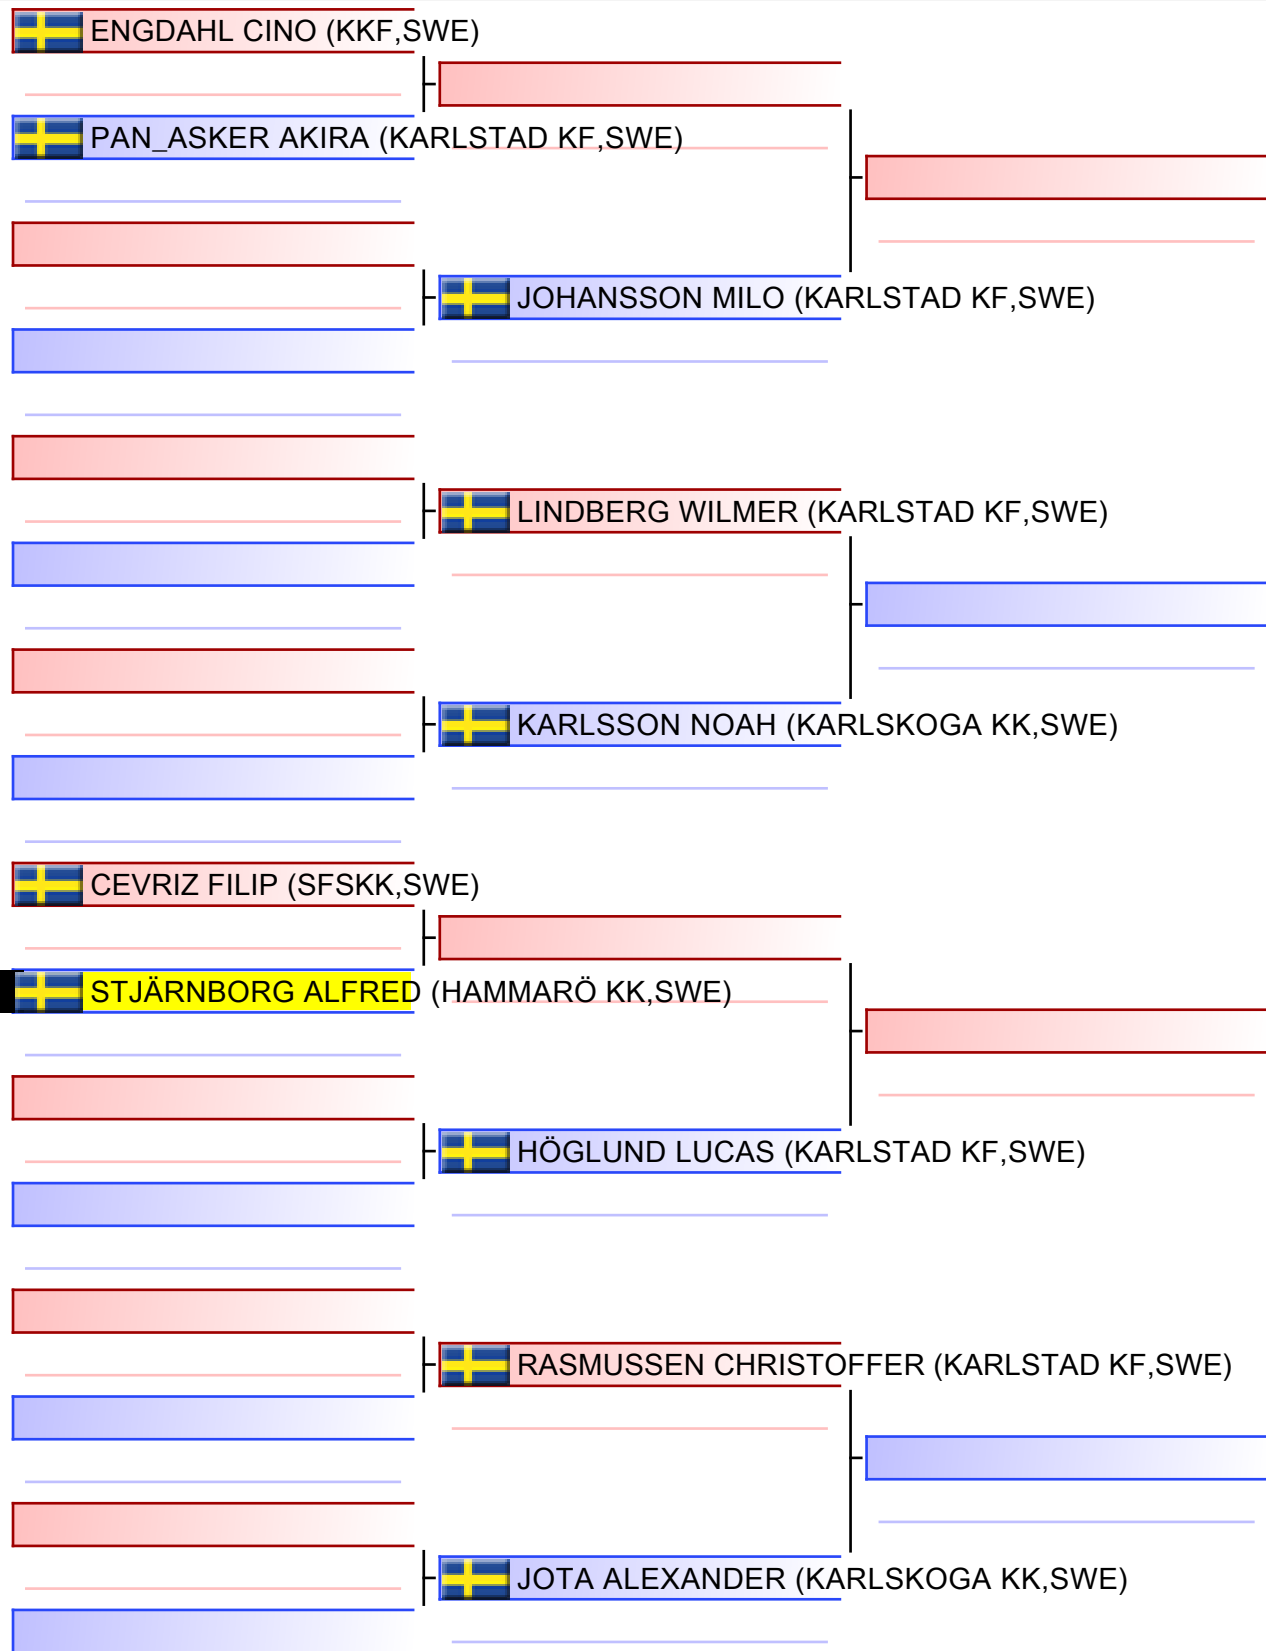 ENGDAHL CINO (KKF,SWE)
PAN_ASKER AKIRA (KARLSTAD KF,SWE)
JOHANSSON MILO (KARLSTAD KF,SWE)
LINDBERG WILMER (KARLSTAD KF,SWE)
KARLSSON NOAH (KARLSKOGA KK,SWE)
CEVRIZ FILIP (SFSKK,SWE)
STJÄRNBORG ALFRED (HAMMARÖ KK,SWE)
HÖGLUND LUCAS (KARLSTAD KF,SWE)
RASMUSSEN CHRISTOFFER (KARLSTAD KF,SWE)
JOTA ALEXANDER (KARLSKOGA KK,SWE)